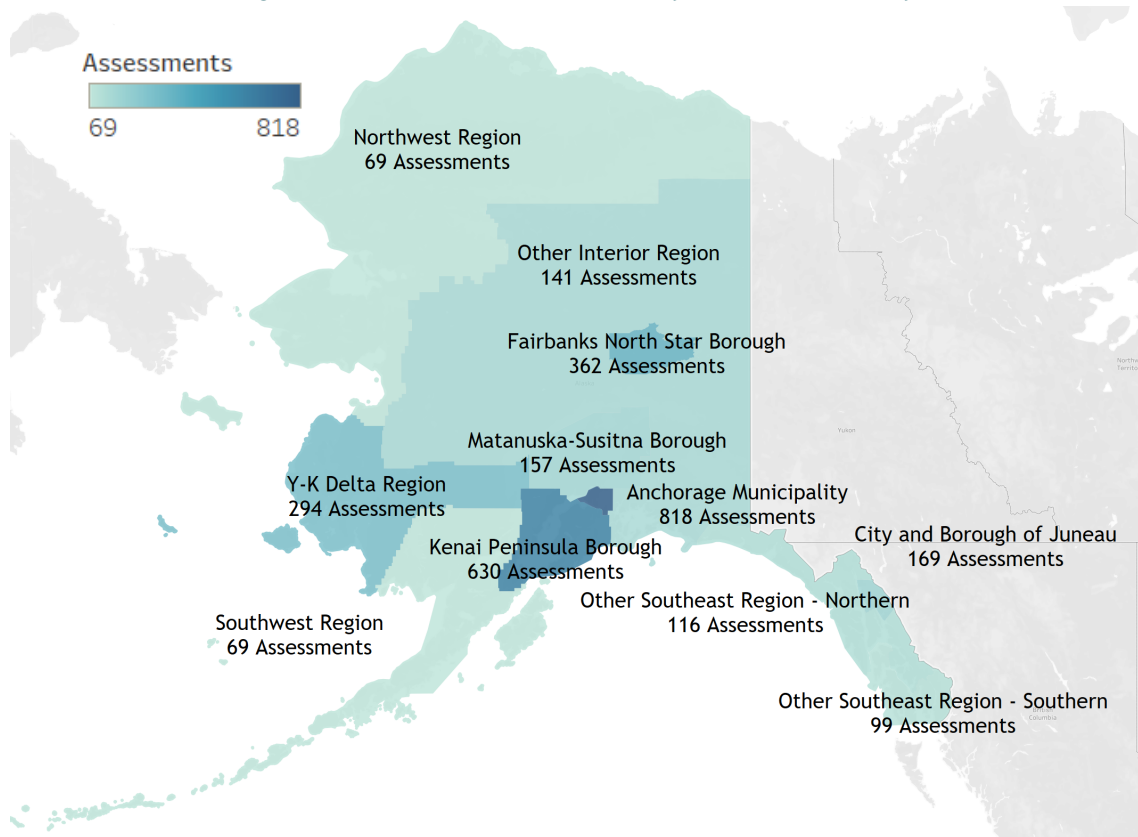 Assessments
69 818
Northwest Region
69 Assessments
Other Interior Region
141 Assessments
Fairbanks North Star Borough
362 Assessments
Matanuska-Susitna Borough
157 Assessments
Y-K Delta Region
294 Assessments
Anchorage Municipality
818 Assessments
Kenai Peninsula Borough
630 Assessments
City and Borough of Juneau
169 Assessments
Other Southeast Region - Northern
116 Assessments
Southwest Region
69 Assessments
Other Southeast Region - Southern
99 Assessments
Yukon
British
Columbia